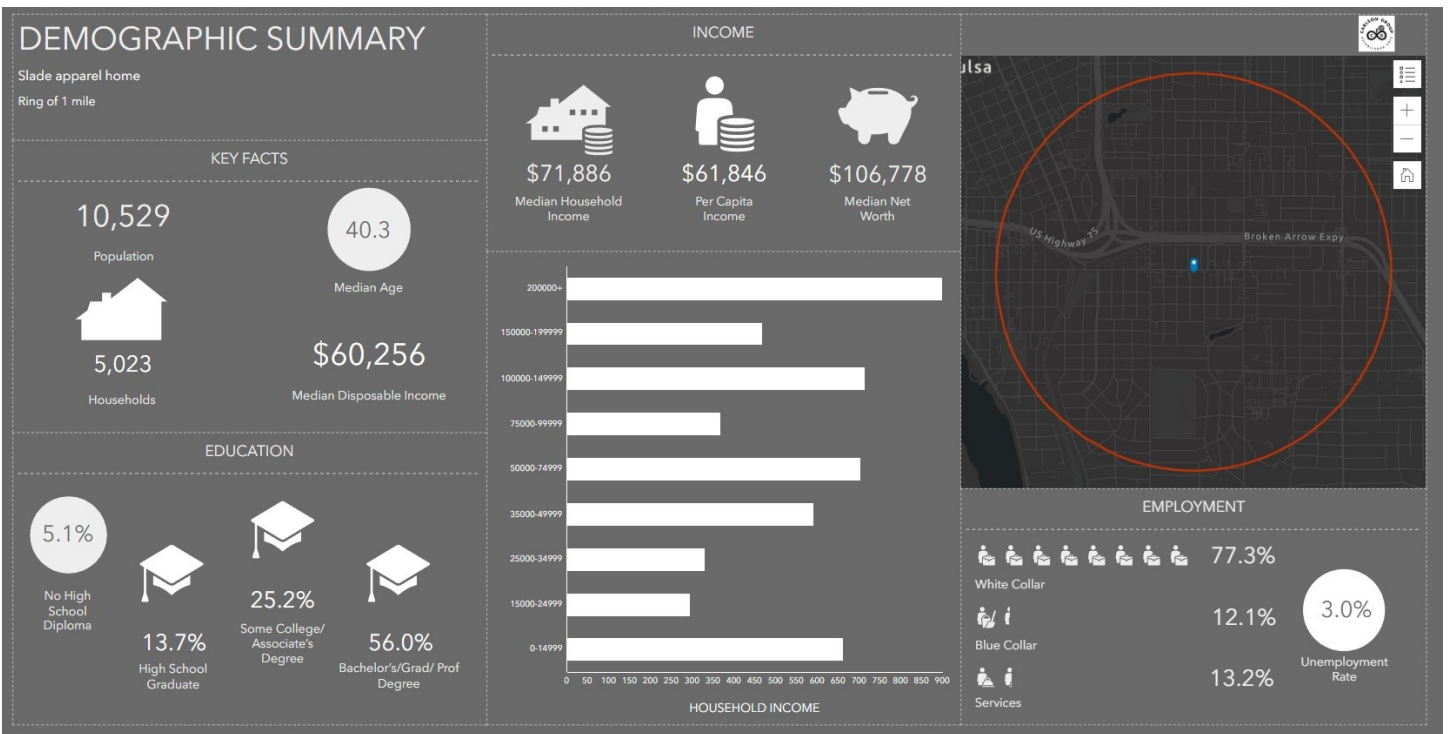 DEMOGRAPHIC SUMMARY
Slade apparel home
Ring of 1 mile
KEY FACTS
10,529
Population
40.3
Median Age
5,023
Households
$60,256
Median Disposable Income
EDUCATION
5.1%
No High
School
Diploma
13.7%
High School
Graduate
25.2%
Some College/
Associate's
Degree
56.0%
Bachelor's/Grad/ Prof
Degree
INCOME
$71,886
Median Household
Income
$61,846
Per Capita
Income
$106,778
Median Net
Worth
200000+
150000-199999
100000-149999
75000-99999
50000-74999
35000-49999
25000-34999
15000-24999
0-14999
0 50 100 150 200 250 300 350 400 450 500 550 600 650 700 750 800 850 900
HOUSEHOLD INCOME
CARLSON GROUP
ulsa
US Highway 75
Broken Arrow Expy
EMPLOYMENT
77.3%
White Collar
12.1%
Blue Collar
13.2%
Services
3.0%
Unemployment
Rate